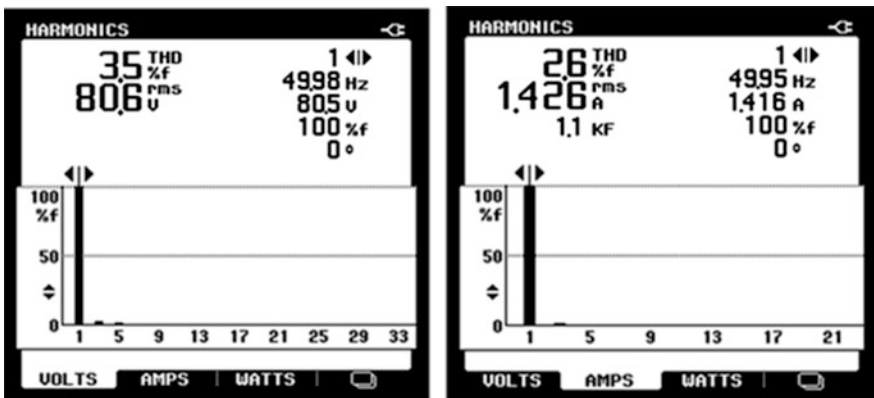 HARMONICS
3.5 THD %f
80.6 rms V
1
49.98 Hz
80.5 V
100 %f
0 °
100
%f
50
0
1 5 9 13 17 21 25 29 33
VOLTS AMPS WATTS
HARMONICS
2.6 THD %f
1.426 rms A
1.1 KF
1
49.95 Hz
1.416 A
100 %f
0 °
100
%f
50
0
1 5 9 13 17 21
VOLTS AMPS WATTS